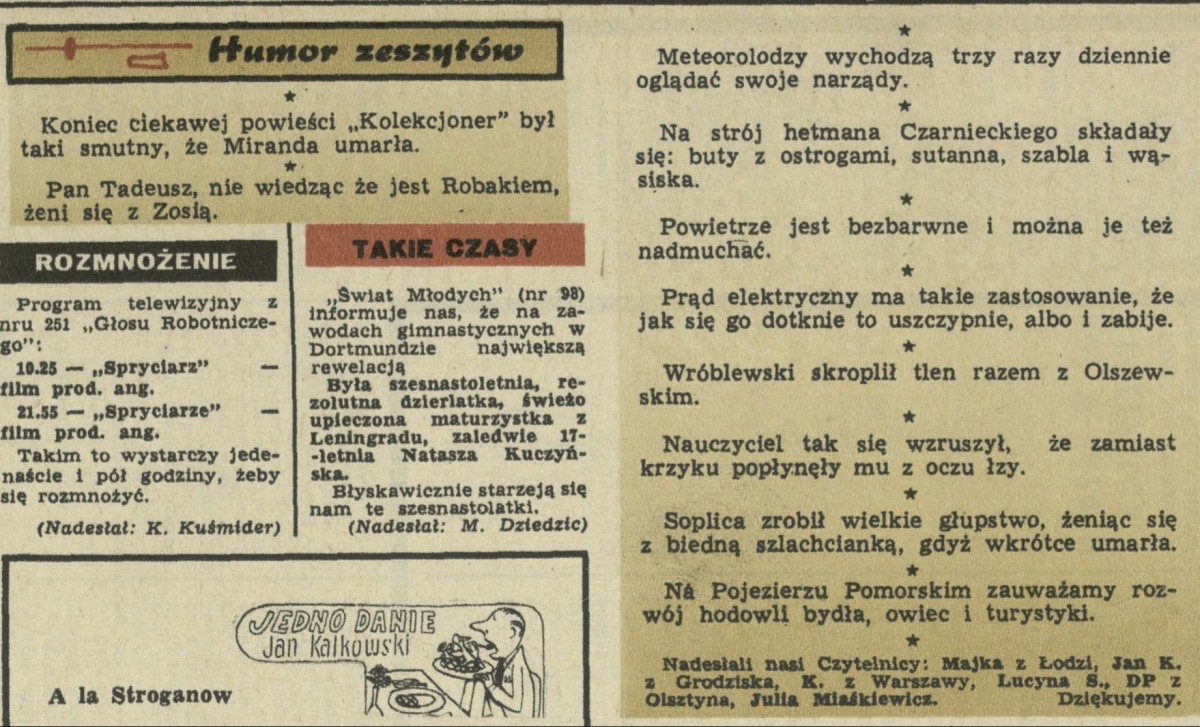 Humor zeszytów
★
Koniec ciekawej powieści „Kolekcjoner" był
taki smutny, że Miranda umarła.
★
Pan Tadeusz, nie wiedząc że jest Robakiem,
żeni się z Zosią.
ROZMNOŻENIE
Program telewizyjny z
nru 251 „Głosu Robotnicze-
go":
10.25 — „Spryciarz" —
film prod. ang.
21.55 — „Spryciarze" —
film prod. ang.
Takim to wystarczy jede-
naście i pół godziny, żeby
się rozmnożyć.
(Nadesłał: K. Kuśmider)
TAKIE CZASY
„Świat Młodych" (nr 98)
informuje nas, że na za-
wodach gimnastycznych w
Dortmundzie największą
rewelacją
Była szesnastoletnia, re-
zolutna dzierlatka, świeżo
upieczona maturzystka z
Leningradu, zaledwie 17-
-letnia Natasza Kuczyń-
ska.
Błyskawicznie starzeją się
nam te szesnastolatki.
(Nadesłał: M. Dziedzic)
JEDNO DANIE
Jan Kalkowski
A la Stroganow
★
Meteorolodzy wychodzą trzy razy dziennie
oglądać swoje narządy.
★
Na strój hetmana Czarnieckiego składały
się: buty z ostrogami, sutanna, szabla i wą-
siska.
★
Powietrze jest bezbarwne i można je też
nadmuchać.
★
Prąd elektryczny ma takie zastosowanie, że
jak się go dotknie to uszczypnie, albo i zabije.
★
Wróblewski skroplił tlen razem z Olszew-
skim.
★
Nauczyciel tak się wzruszył, że zamiast
krzyku popłynęły mu z oczu łzy.
★
Soplica zrobił wielkie głupstwo, żeniąc się
z biedną szlachcianką, gdyż wkrótce umarła.
★
Na Pojezierzu Pomorskim zauważamy roz-
wój hodowli bydła, owiec i turystyki.
★
Nadesłali nasi Czytelnicy: Majka z Łodzi, Jan K.
z Grodziska, K. z Warszawy, Lucyna S., DP z
Olsztyna, Julia Miaśkiewicz. Dziękujemy.